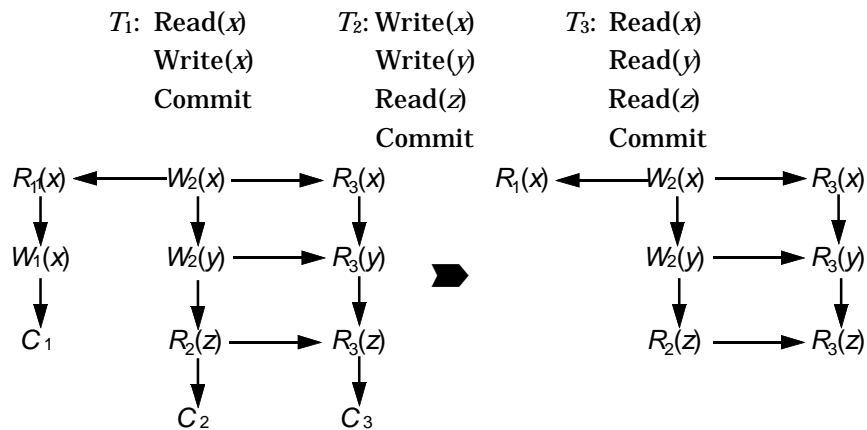 T₁: Read(x) T₂: Write(x) T₃: Read(x)
Write(x) Write(y) Read(y)
Commit Read(z) Read(z)
Commit Commit
R₁(x) W₂(x) R₃(x) R₁(x) W₂(x) R₃(x)
W₁(x) W₂(y) R₃(y) W₂(y) R₃(y)
C₁ R₂(z) R₃(z) R₂(z) R₃(z)
C₂ C₃